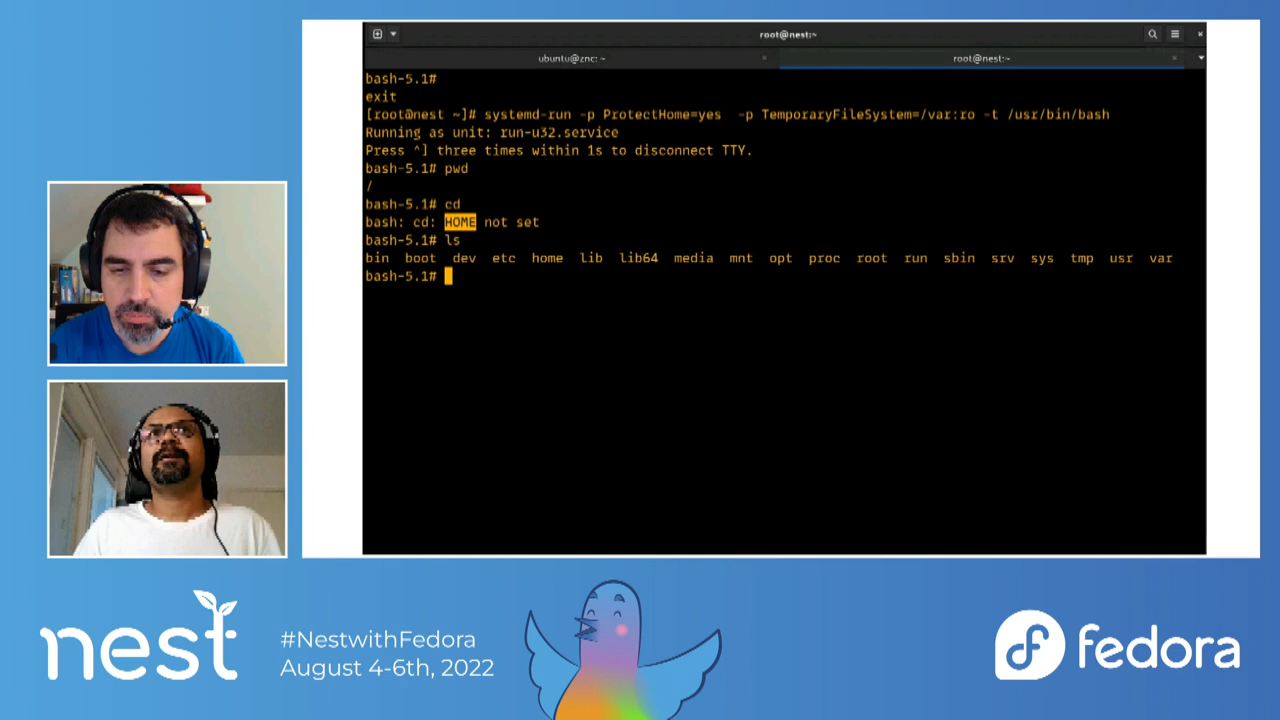 root@nest:~
ubuntu@znc: ~
root@nest:~
bash-5.1#
exit
[root@nest ~]# systemd-run -p ProtectHome=yes  -p TemporaryFileSystem=/var:ro -t /usr/bin/bash
Running as unit: run-u32.service
Press ^] three times within 1s to disconnect TTY.
bash-5.1# pwd
/
bash-5.1# cd
bash: cd: HOME not set
bash-5.1# ls
bin boot dev etc home lib lib64 media mnt opt proc root run sbin srv sys tmp usr var
bash-5.1#
nest
#NestwithFedora
August 4-6th, 2022
fedora